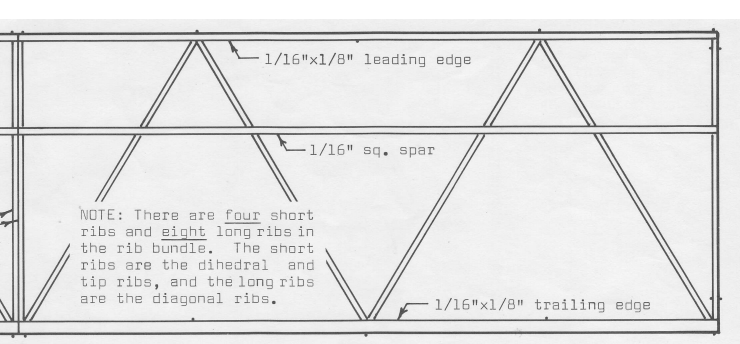 1/16"x1/8" leading edge
1/16" sq. spar
NOTE: There are four short
ribs and eight long ribs in
the rib bundle. The short
ribs are the dihedral and
tip ribs, and the long ribs
are the diagonal ribs.
1/16"x1/8" trailing edge